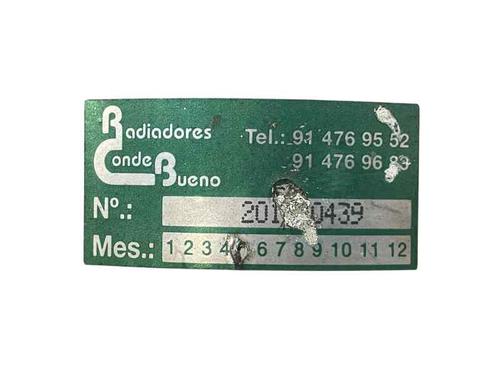 Radiadores
Conde
Bueno
Tel.: 91 476 95 52
91 476 96
Nº.:
Mes.: 1 2 3 4 6 7 8 9 10 11 12